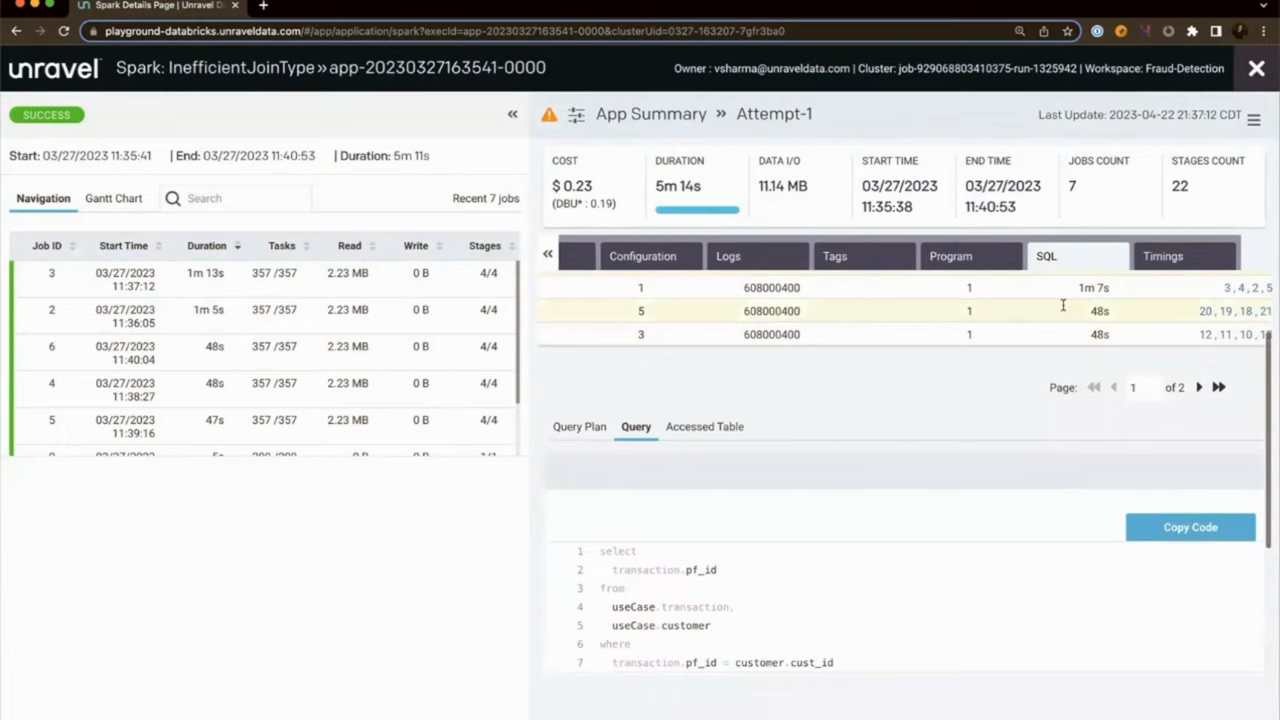 Spark Details Page | Unravel D
playground-databricks.unraveldata.com/#/app/application/spark?execId=app-20230327163541-0000&clusterUid=0327-163207-7gfr3ba0
unravel Spark: InefficientJoinType » app-20230327163541-0000
Owner : vsharma@unraveldata.com | Cluster: job-929068803410375-run-1325942 | Workspace: Fraud-Detection
SUCCESS
Start: 03/27/2023 11:35:41 | End: 03/27/2023 11:40:53 | Duration: 5m 11s
Navigation Gantt Chart Search Recent 7 jobs
Job ID Start Time Duration Tasks Read Write Stages
3 03/27/2023 11:37:12 1m 13s 357 /357 2.23 MB 0 B 4/4
2 03/27/2023 11:36:05 1m 5s 357 /357 2.23 MB 0 B 4/4
6 03/27/2023 11:40:04 48s 357 /357 2.23 MB 0 B 4/4
4 03/27/2023 11:38:27 48s 357 /357 2.23 MB 0 B 4/4
5 03/27/2023 11:39:16 47s 357 /357 2.23 MB 0 B 4/4
App Summary » Attempt-1
Last Update: 2023-04-22 21:37:12 CDT
COST DURATION DATA I/O START TIME END TIME JOBS COUNT STAGES COUNT
$ 0.23 5m 14s 11.14 MB 03/27/2023 03/27/2023 7 22
(DBU* : 0.19) 11:35:38 11:40:53
Configuration Logs Tags Program SQL Timings
1 608000400 1 1m 7s 3 , 4 , 2 , 5
5 608000400 1 48s 20 , 19 , 18 , 21
3 608000400 1 48s 12 , 11 , 10 ,
Page: 1 of 2
Query Plan Query Accessed Table
Copy Code
1 select
2 transaction.pf_id
3 from
4 useCase.transaction,
5 useCase.customer
6 where
7 transaction.pf_id = customer.cust_id